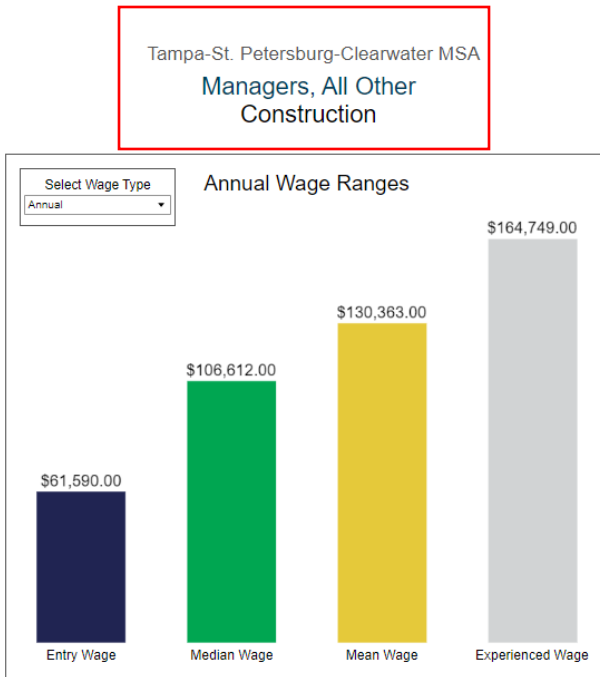 Tampa-St. Petersburg-Clearwater MSA
Managers, All Other
Construction
Select Wage Type
Annual
Annual Wage Ranges
$164,749.00
$130,363.00
$106,612.00
$61,590.00
Entry Wage
Median Wage
Mean Wage
Experienced Wage